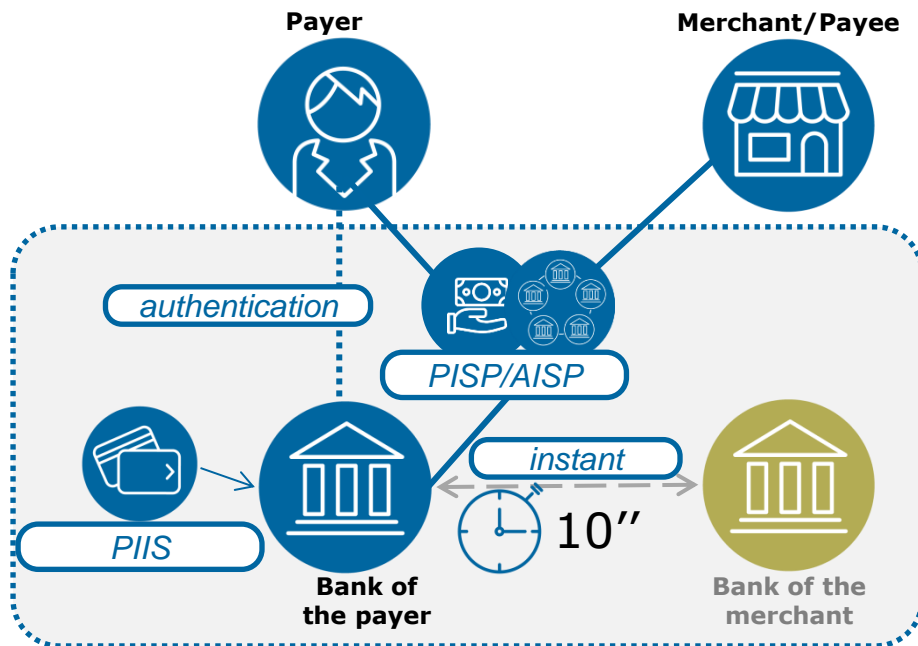 Payer
Merchant/Payee
authentication
PISP/AISP
instant
10’’
PIIS
Bank of
the payer
Bank of the
merchant